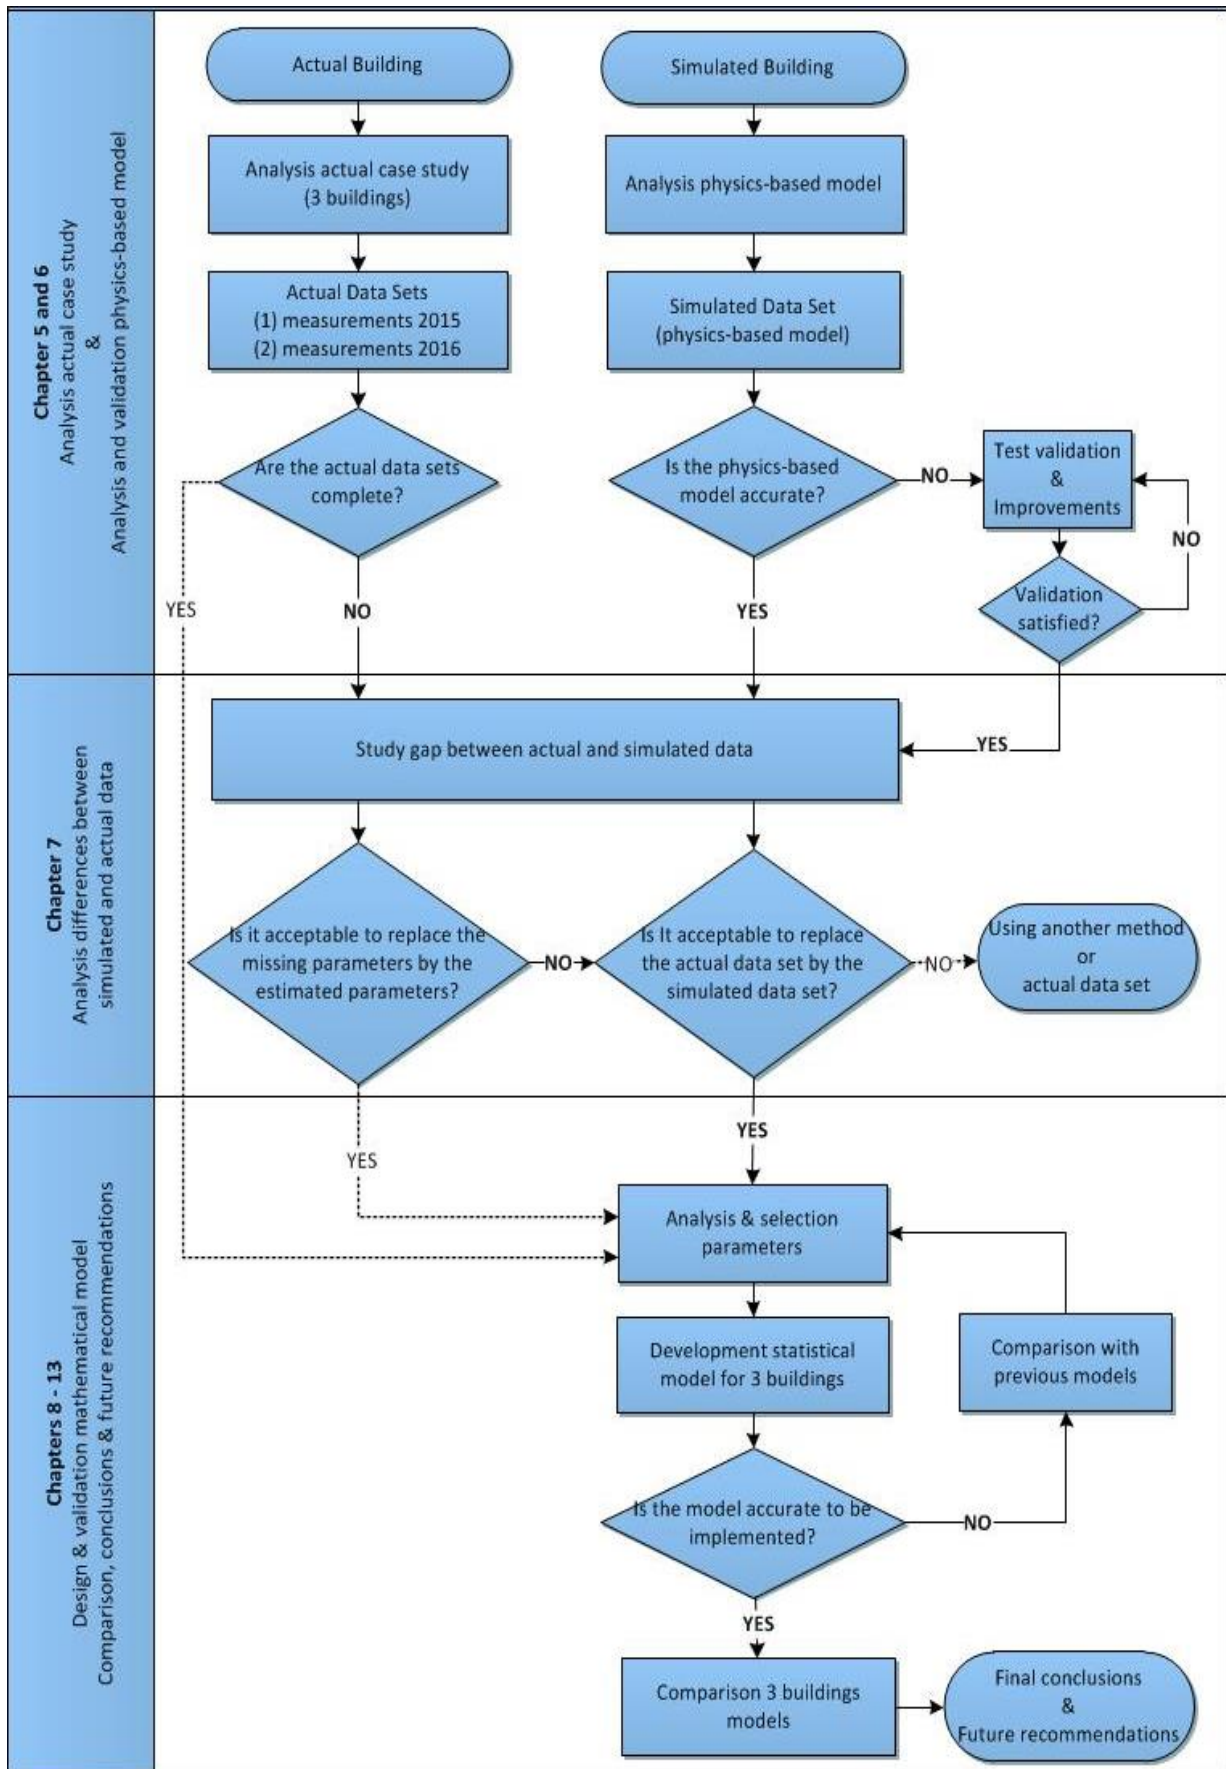 Chapter 5 and 6
Analysis actual case study
&
Analysis and validation physics-based model
Actual Building
Simulated Building
Analysis actual case study
(3 buildings)
Analysis physics-based model
Actual Data Sets
(1) measurements 2015
(2) measurements 2016
Simulated Data Set
(physics-based model)
Are the actual data sets
complete?
Is the physics-based
model accurate?
NO
Test validation
&
Improvements
NO
Validation
satisfied?
YES
NO
YES
Chapter 7
Analysis differences between
simulated and actual data
Study gap between actual and simulated data
YES
Is it acceptable to replace the
missing parameters by the
estimated parameters?
NO
Is It acceptable to replace
the actual data set by the
simulated data set?
NO
Using another method
or
actual data set
Chapters 8 - 13
Design & validation mathematical model
Comparison, conclusions & future recommendations
YES
YES
Analysis & selection
parameters
Development statistical
model for 3 buildings
Comparison with
previous models
Is the model accurate to be
implemented?
NO
YES
Comparison 3 buildings
models
Final conclusions
&
Future recommendations